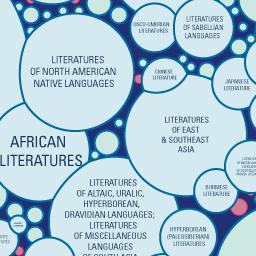 OSCO-UMBRIAN
LITERATURES
LITERATURES
OF SABELLIAN
LANGUAGES
LITERATURES
OF NORTH AMERICAN
NATIVE LANGUAGES
CHINESE
LITERATURE
JAPANESE
LITERATURE
LITERATURES
OF EAST
& SOUTHEAST
ASIA
AFRICAN
LITERATURES
LITERATURES
OF ALTAIC, URALIC,
HYPERBOREAN,
DRAVIDIAN LANGUAGES;
LITERATURES
OF MISCELLANEOUS
LANGUAGES
OF SOUTH ASIA
BURMESE
LITERATURE
HYPERBOREAN
(PALEOSIBERIAN)
LITERATURES